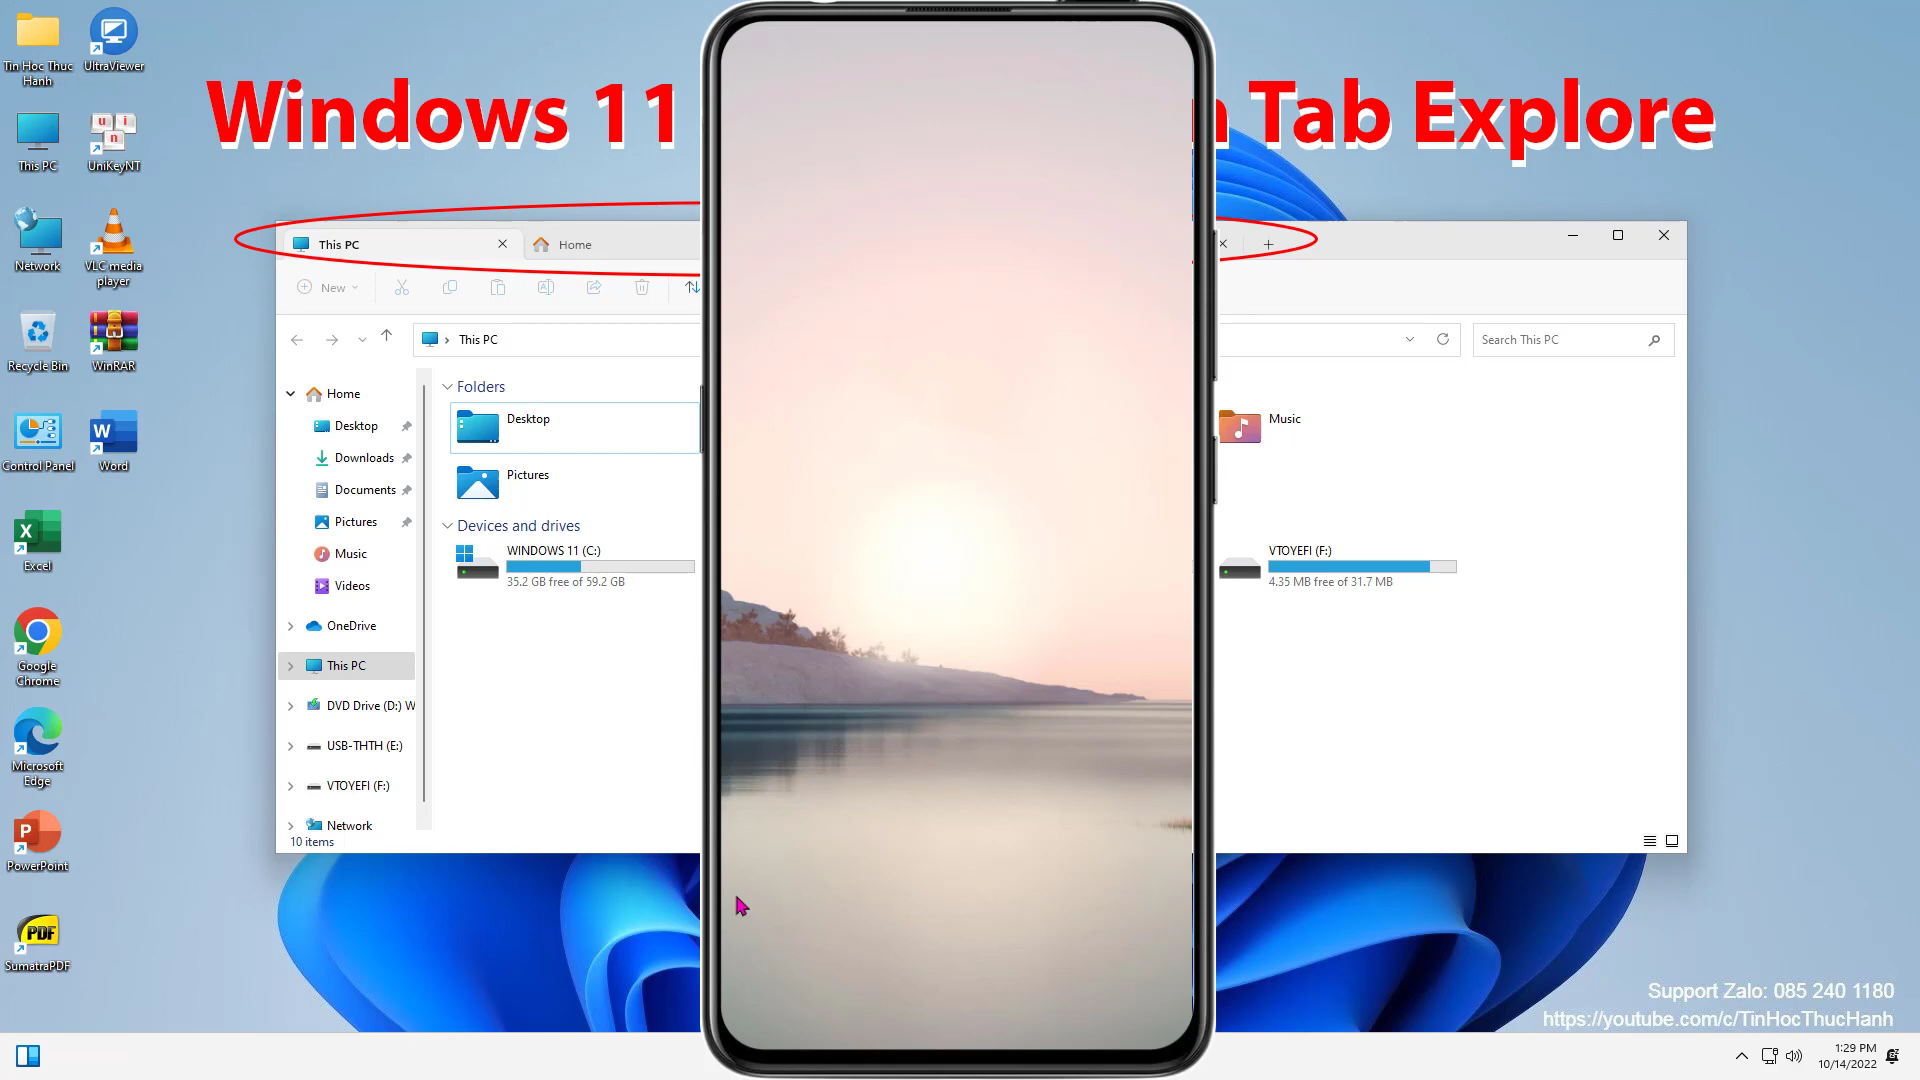 Tin Hoc Thuc
Hanh
UltraViewer
This PC
UniKeyNT
Network
VLC media
player
Recycle Bin
WinRAR
Control Panel
Word
Excel
Google
Chrome
Microsoft
Edge
PowerPoint
SumatraPDF
Windows 11
Tab Explore
This PC
Home
New
This PC
Search This PC
Home
Desktop
Downloads
Documents
Pictures
Music
Videos
OneDrive
This PC
DVD Drive (D:) W
USB-THTH (E:)
VTOYEFI (F:)
Network
10 items
Folders
Desktop
Music
Pictures
Devices and drives
WINDOWS 11 (C:)
35.2 GB free of 59.2 GB
VTOYEFI (F:)
4.35 MB free of 31.7 MB
Support Zalo: 085 240 1180
https://youtube.com/c/TinHocThucHanh
1:29 PM
10/14/2022